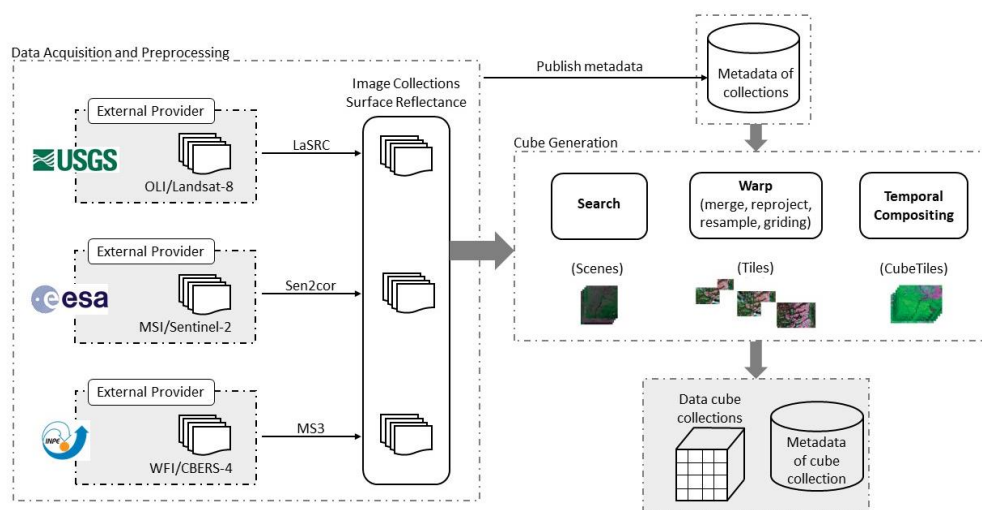 Data Acquisition and Preprocessing
External Provider
USGS
OLI/Landsat-8
LaSRC
External Provider
eesa
MSI/Sentinel-2
Sen2cor
External Provider
INPE
WFI/CBERS-4
MS3
Image Collections
Surface Reflectance
Publish metadata
Metadata of
collections
Cube Generation
Search
(Scenes)
Warp
(merge, reproject,
resample, griding)
(Tiles)
Temporal
Compositing
(CubeTiles)
Data cube
collections
Metadata
of cube
collection